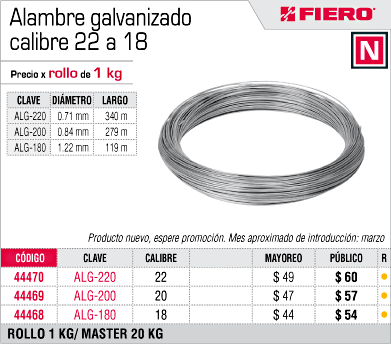 Alambre galvanizado
calibre 22 a 18
FIERO®
N
Precio x rollo de 1 kg
CLAVE DIÁMETRO LARGO
ALG-220 0.71 mm 340 m
ALG-200 0.84 mm 279 m
ALG-180 1.22 mm 119 m
Producto nuevo, espere promoción. Mes aproximado de introducción: marzo
CÓDIGO CLAVE CALIBRE MAYOREO PÚBLICO R
44470 ALG-220 22 $ 49 $ 60
44469 ALG-200 20 $ 47 $ 57
44468 ALG-180 18 $ 44 $ 54
ROLLO 1 KG/ MASTER 20 KG